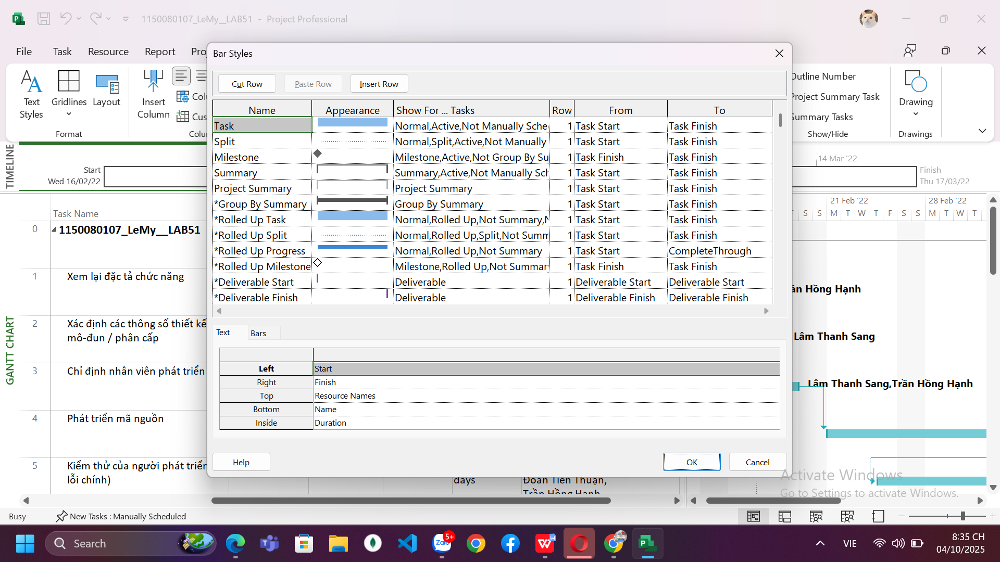 1150080107_LeMy__LAB51 - Project Professional
File Task Resource Report
Text Styles
Gridlines
Layout
Format
Insert Column
Bar Styles
Cut Row Paste Row Insert Row
Name Appearance Show For ... Tasks Row From To
Task Normal,Active,Not Manually 1 Task Start Task Finish
Split Normal,Split,Active,Not Manually 1 Task Start Task Finish
Milestone Milestone,Active,Not Group By 1 Task Finish Task Finish
Summary Summary,Active,Not Manually 1 Task Start Task Finish
Project Summary Project Summary 1 Task Start Task Finish
*Group By Summary Group By Summary 1 Task Start Task Finish
*Rolled Up Task Normal,Rolled Up,Not Summary, 1 Task Start Task Finish
*Rolled Up Split Normal,Rolled Up,Split,Not 1 Task Start Task Finish
*Rolled Up Progress Normal,Rolled Up,Not Summary 1 Task Start CompleteThrough
*Rolled Up Milestone Milestone,Rolled Up,Not 1 Task Finish Task Finish
*Deliverable Start Deliverable 1 Deliverable Start Deliverable Start
*Deliverable Finish Deliverable 1 Deliverable Finish Deliverable Finish
Text Bars
Left Start
Right Finish
Top Resource Names
Bottom Name
Inside Duration
Help OK Cancel
Outline Number
Project Summary Task
Summary Tasks
Show/Hide
Drawing
Drawings
TIMELINE
Start
Wed 16/02/22
14 Mar '22
Finish
Thu 17/03/22
GANTT CHART
Task Name
0 1150080107_LeMy__LAB51
1 Xem lại đặc tả chức năng
2 Xác định các thông số thiết kế
mô-đun / phân cấp
3 Chỉ định nhân viên phát triển
4 Phát triển mã nguồn
5 Kiểm thử của người phát triển
lỗi chính)
days
Đoàn Tiến Thuận,
Trần Hồng Hạnh
21 Feb '22 28 Feb '22
F S S M T W T F S S M T W T
Hồng Hạnh
Lâm Thanh Sang
Lâm Thanh Sang,Trần Hồng Hạnh
Activate Windows
Go to Settings to activate Windows.
Busy New Tasks : Manually Scheduled
Search
Zalo
5+
VIE
8:35 CH
04/10/2025